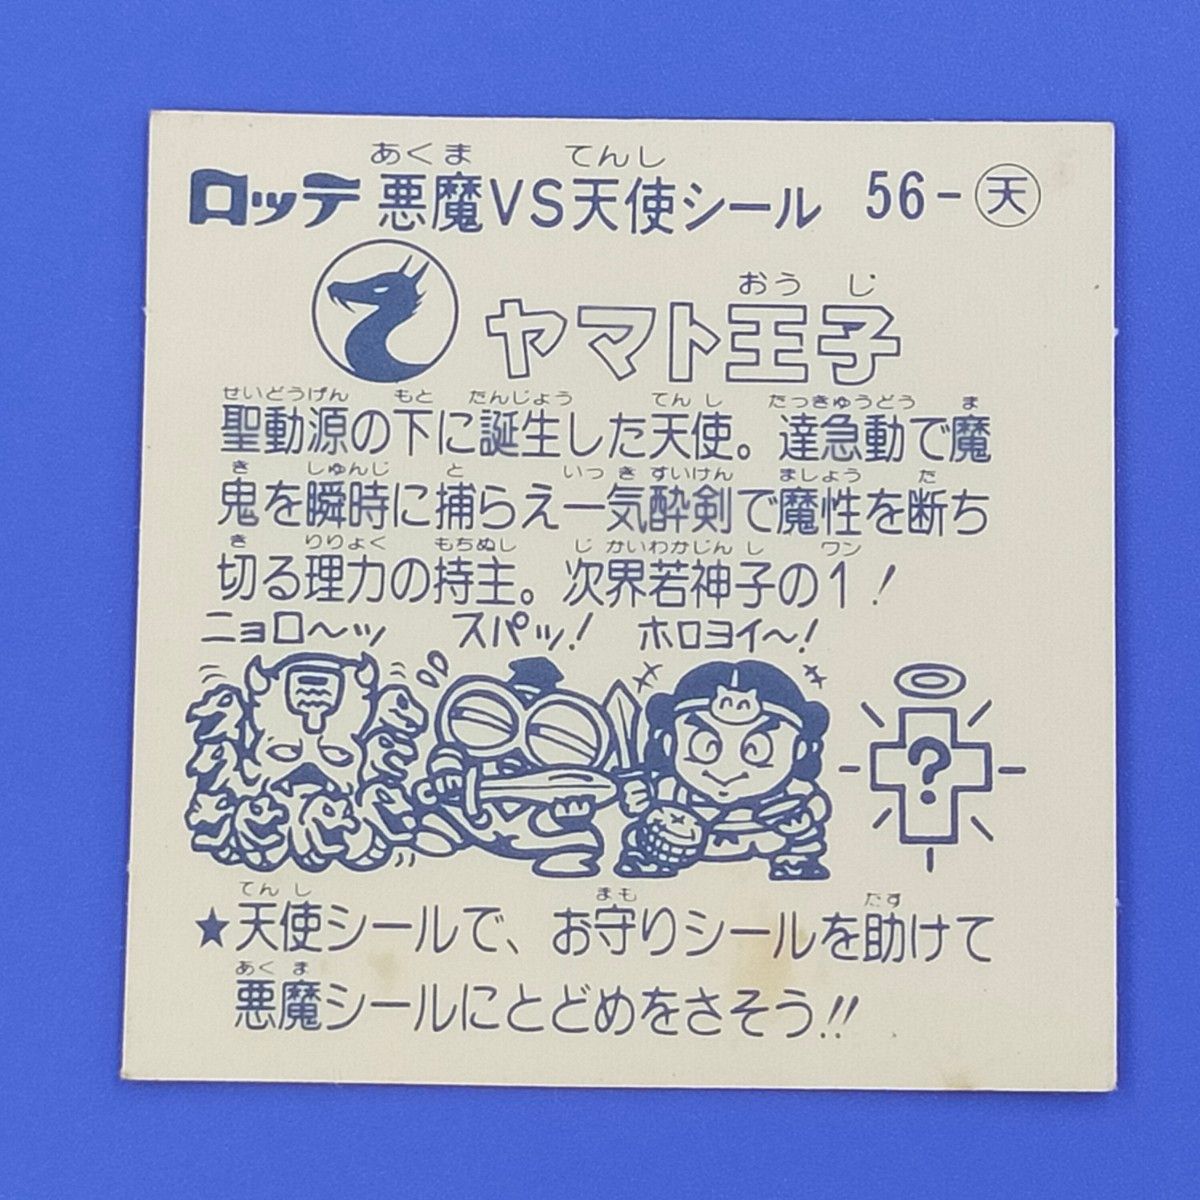 あくま てんし
ロッテ 悪魔VS天使シール 56-天
おうじ
ヤマト王子
せいどうげん もと たんじょう てんし たっきゅうどう ま
聖動源の下に誕生した天使。達急動で魔
き しゅんじ と いっきすいけん ましょう た
鬼を瞬時に捕らえ一気酔剣で魔性を断ち
き りりょく もちぬし じかいわかじんし ワン
切る理力の持主。次界若神子の1!
ニョロ〜ッ スパッ! ホロヨイ〜!
?
てんし まも たす
★天使シールで、お守りシールを助けて
あくま
悪魔シールにとどめをさそう!!